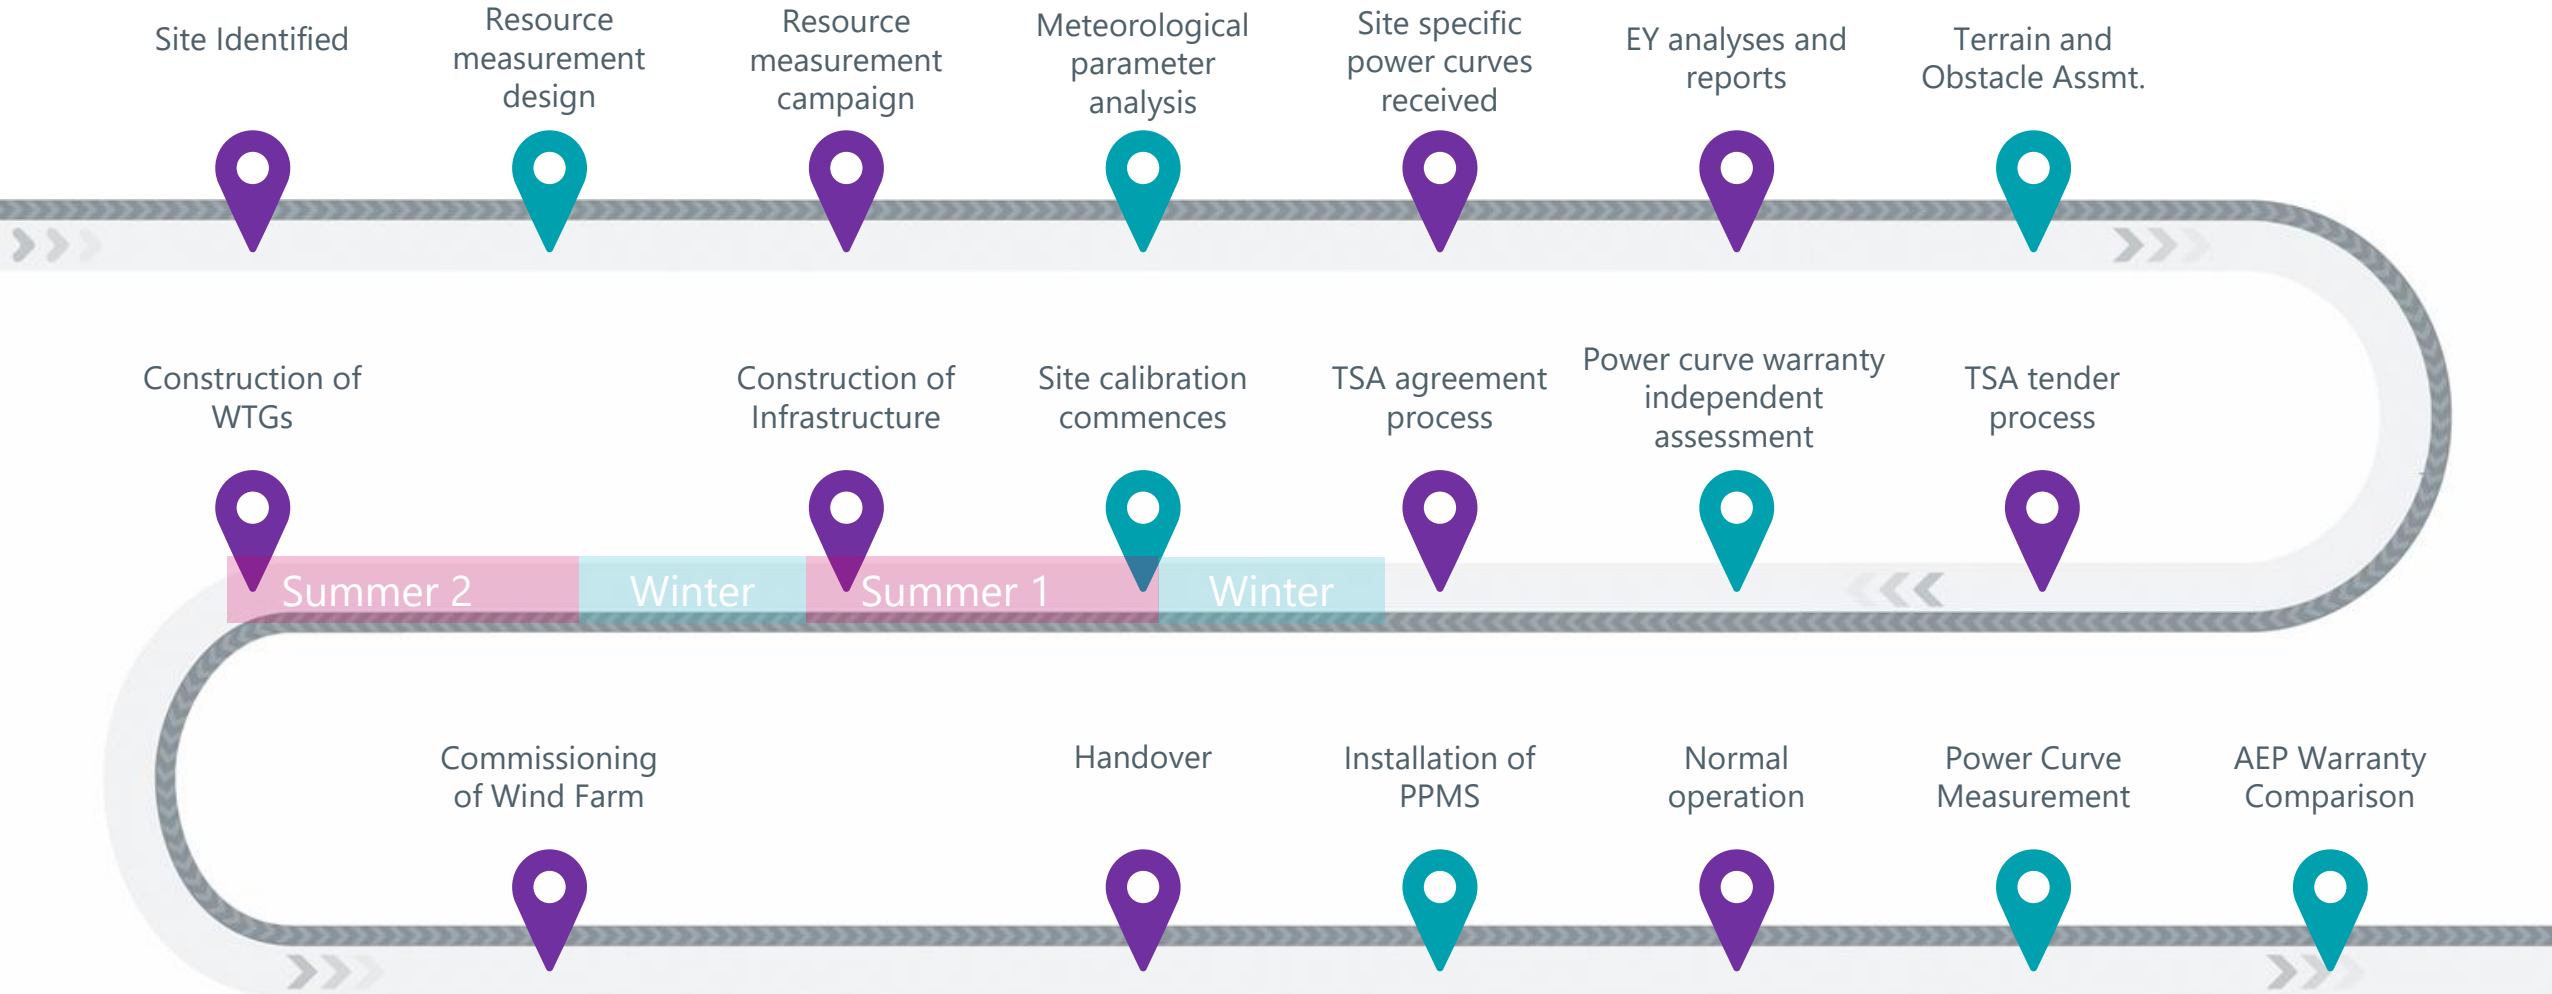 Site Identified
Resource
measurement
design
Resource
measurement
campaign
Meteorological
parameter
analysis
Site specific
power curves
received
EY analyses and
reports
Terrain and
Obstacle Assmt.
Construction of
WTGs
Construction of
Infrastructure
Site calibration
commences
TSA agreement
process
Power curve warranty
independent
assessment
TSA tender
process
Summer 2
Winter
Summer 1
Winter
Commissioning
of Wind Farm
Handover
Installation of
PPMS
Normal
operation
Power Curve
Measurement
AEP Warranty
Comparison